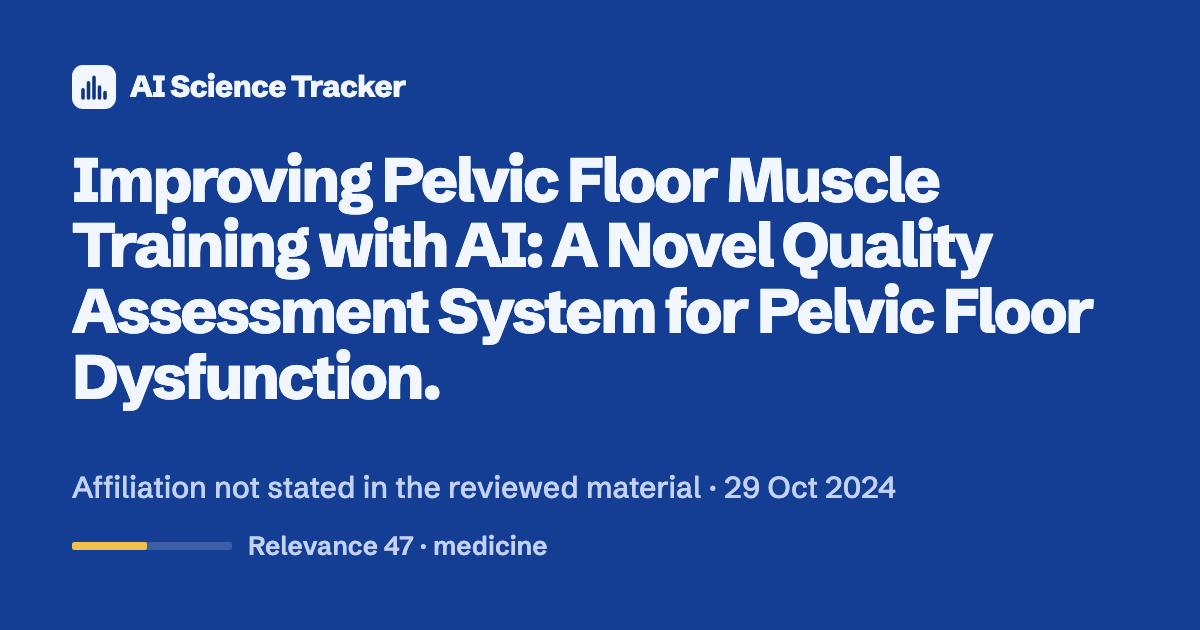 AI Science Tracker
Improving Pelvic Floor Muscle
Training with AI: A Novel Quality
Assessment System for Pelvic Floor
Dysfunction.
Affiliation not stated in the reviewed material · 29 Oct 2024
Relevance 47 · medicine